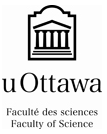 uOttawa
Faculté des sciences
Faculty of Science